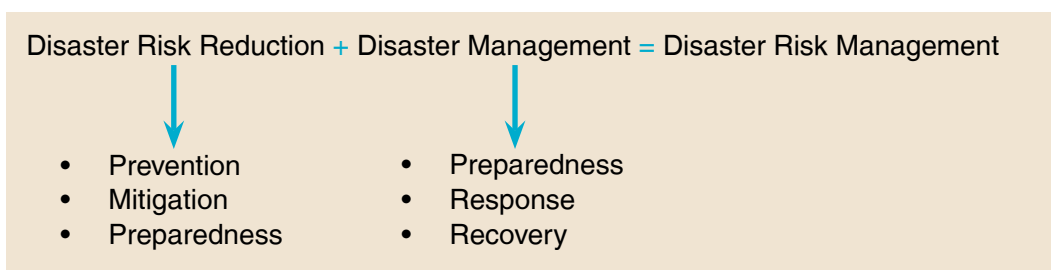 Disaster Risk Reduction + Disaster Management = Disaster Risk Management
• Prevention
• Mitigation
• Preparedness
• Preparedness
• Response
• Recovery